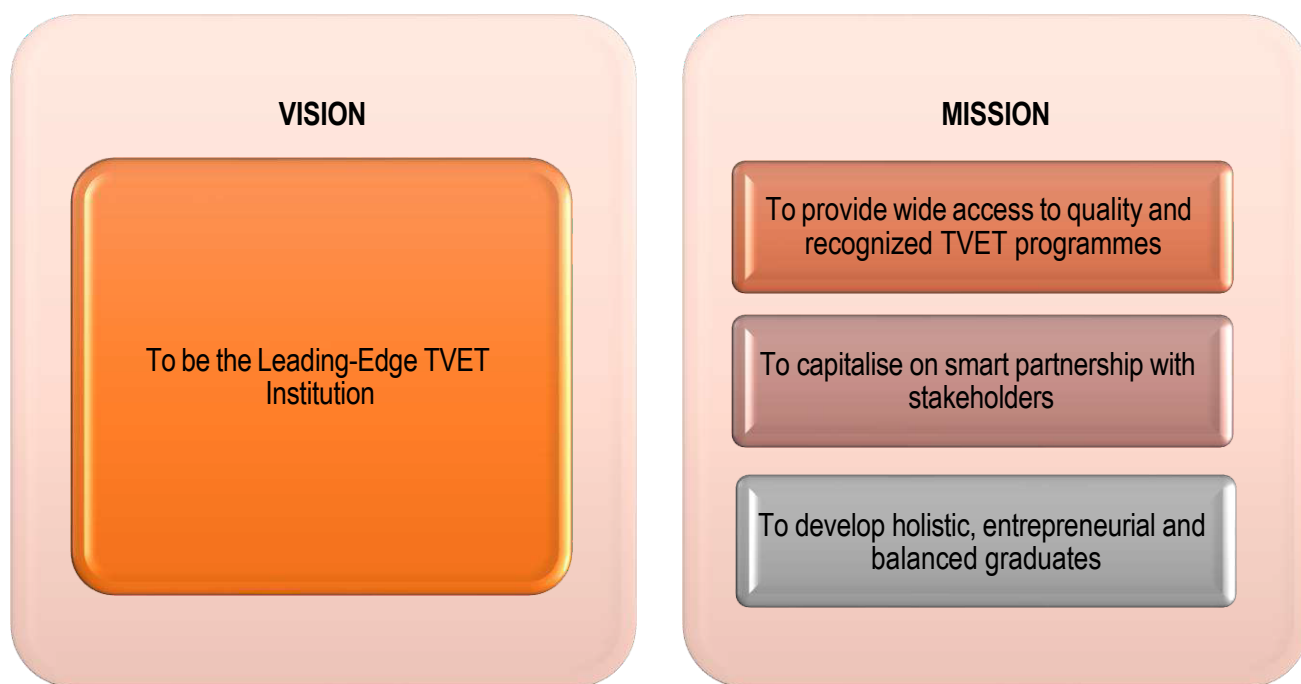 VISION
To be the Leading-Edge TVET
Institution
MISSION
To provide wide access to quality and
recognized TVET programmes
To capitalise on smart partnership with
stakeholders
To develop holistic, entrepreneurial and
balanced graduates